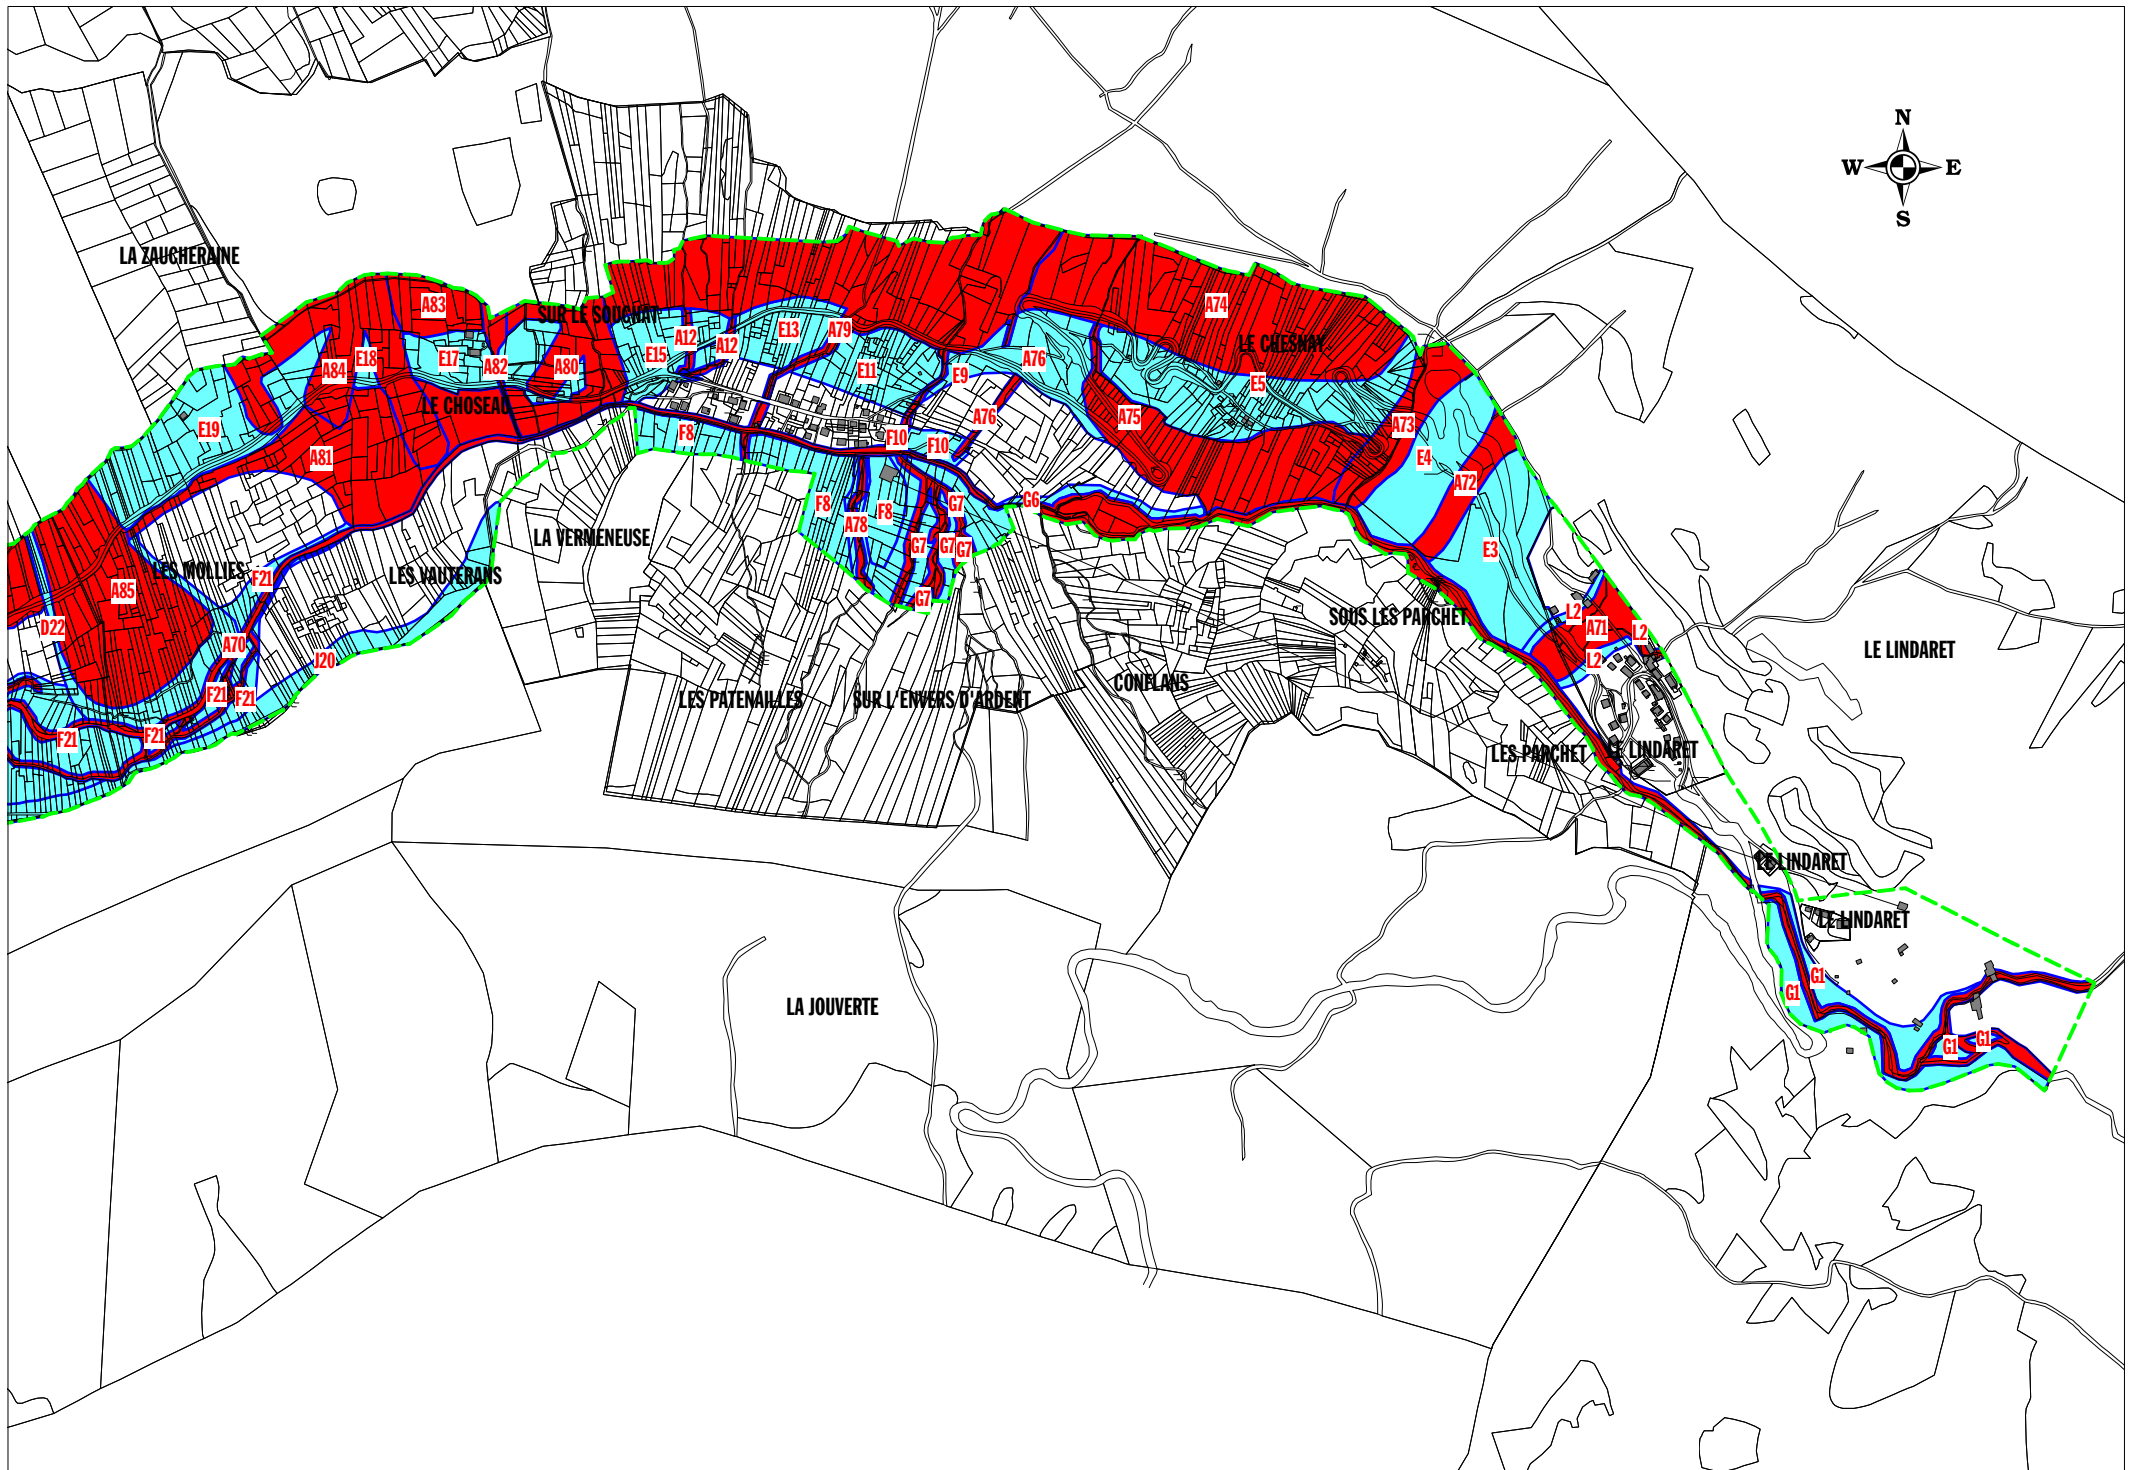 N
W E
S
LA ZAUCHERAINE
A83
SUR LE SOUCHAT
A74
LE CHESNAY
A12
A12
E13
A79
E15
E18
A84
E17
A82
A80
E11
E9
A76
E5
LE CHOSEAU
A76
A75
A73
E19
F8
F10
F10
A81
E4
A72
F8
F8
A78
G7
G6
LA VERMENEUSE
G7
G7
G7
E3
LES MOLLIES
F21
LES VAUTERANS
A85
G7
D22
SOUS LES PARCHET
L2
A71
L2
L2
A70
J20
LE LINDARET
F21
F21
LES PATENAILLES
SUR L'ENVERS D'ARDENT
CONFLANS
F21
F21
LES PARCHET
LE LINDARET
LE LINDARET
LE LINDARET
G1
G1
LA JOUVERTE
G1
G1